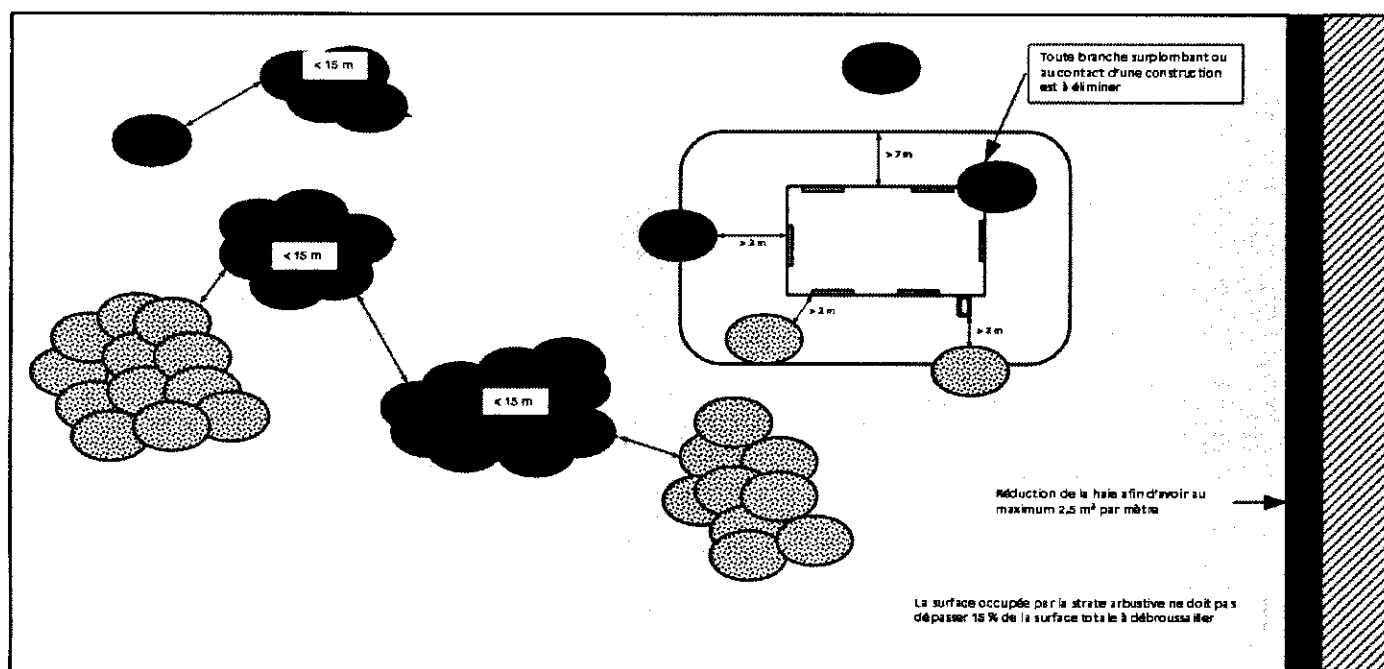 < 15 m
Toute branche surplombant ou
au contact d'une construction
est à éliminer
> 7 m
> 3 m
< 15 m
> 3 m
> 3 m
< 15 m
Réduction de la haie afin d'avoir au
maximum 2,5 m² par mètre
La surface occupée par la strate arbustive ne doit pas
dépasser 15 % de la surface totale à débroussailler